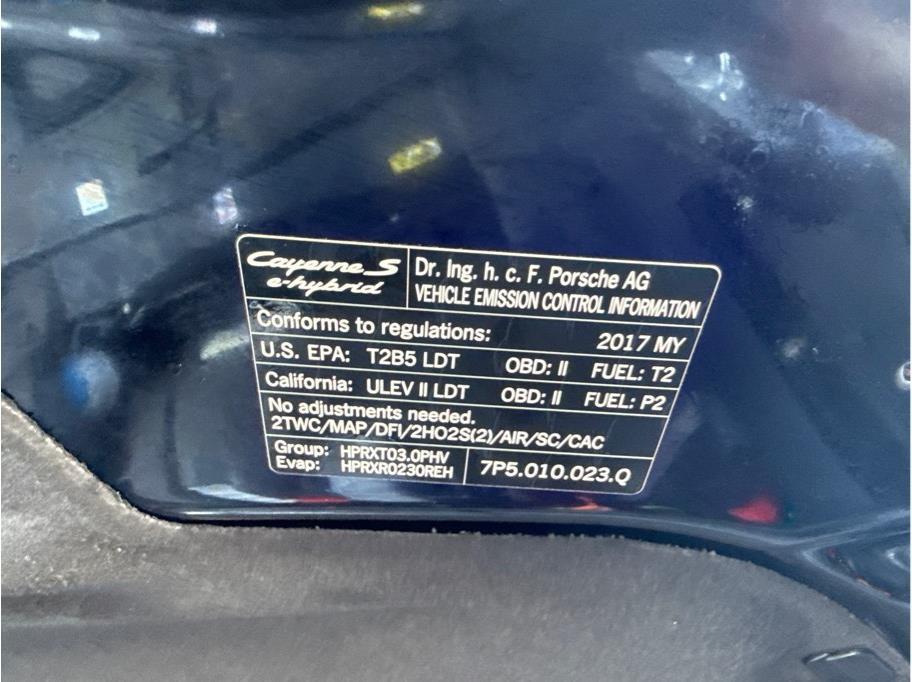 Cayenne S
e-hybrid
Dr. Ing. h. c. F. Porsche AG
VEHICLE EMISSION CONTROL INFORMATION
Conforms to regulations: 2017 MY
U.S. EPA: T2B5 LDT OBD: II FUEL: T2
California: ULEV II LDT OBD: II FUEL: P2
No adjustments needed.
2TWC/MAP/DFI/2HO2S(2)/AIR/SC/CAC
Group: HPRXT03.0PHV
Evap: HPRXR0230REH
7P5.010.023.Q